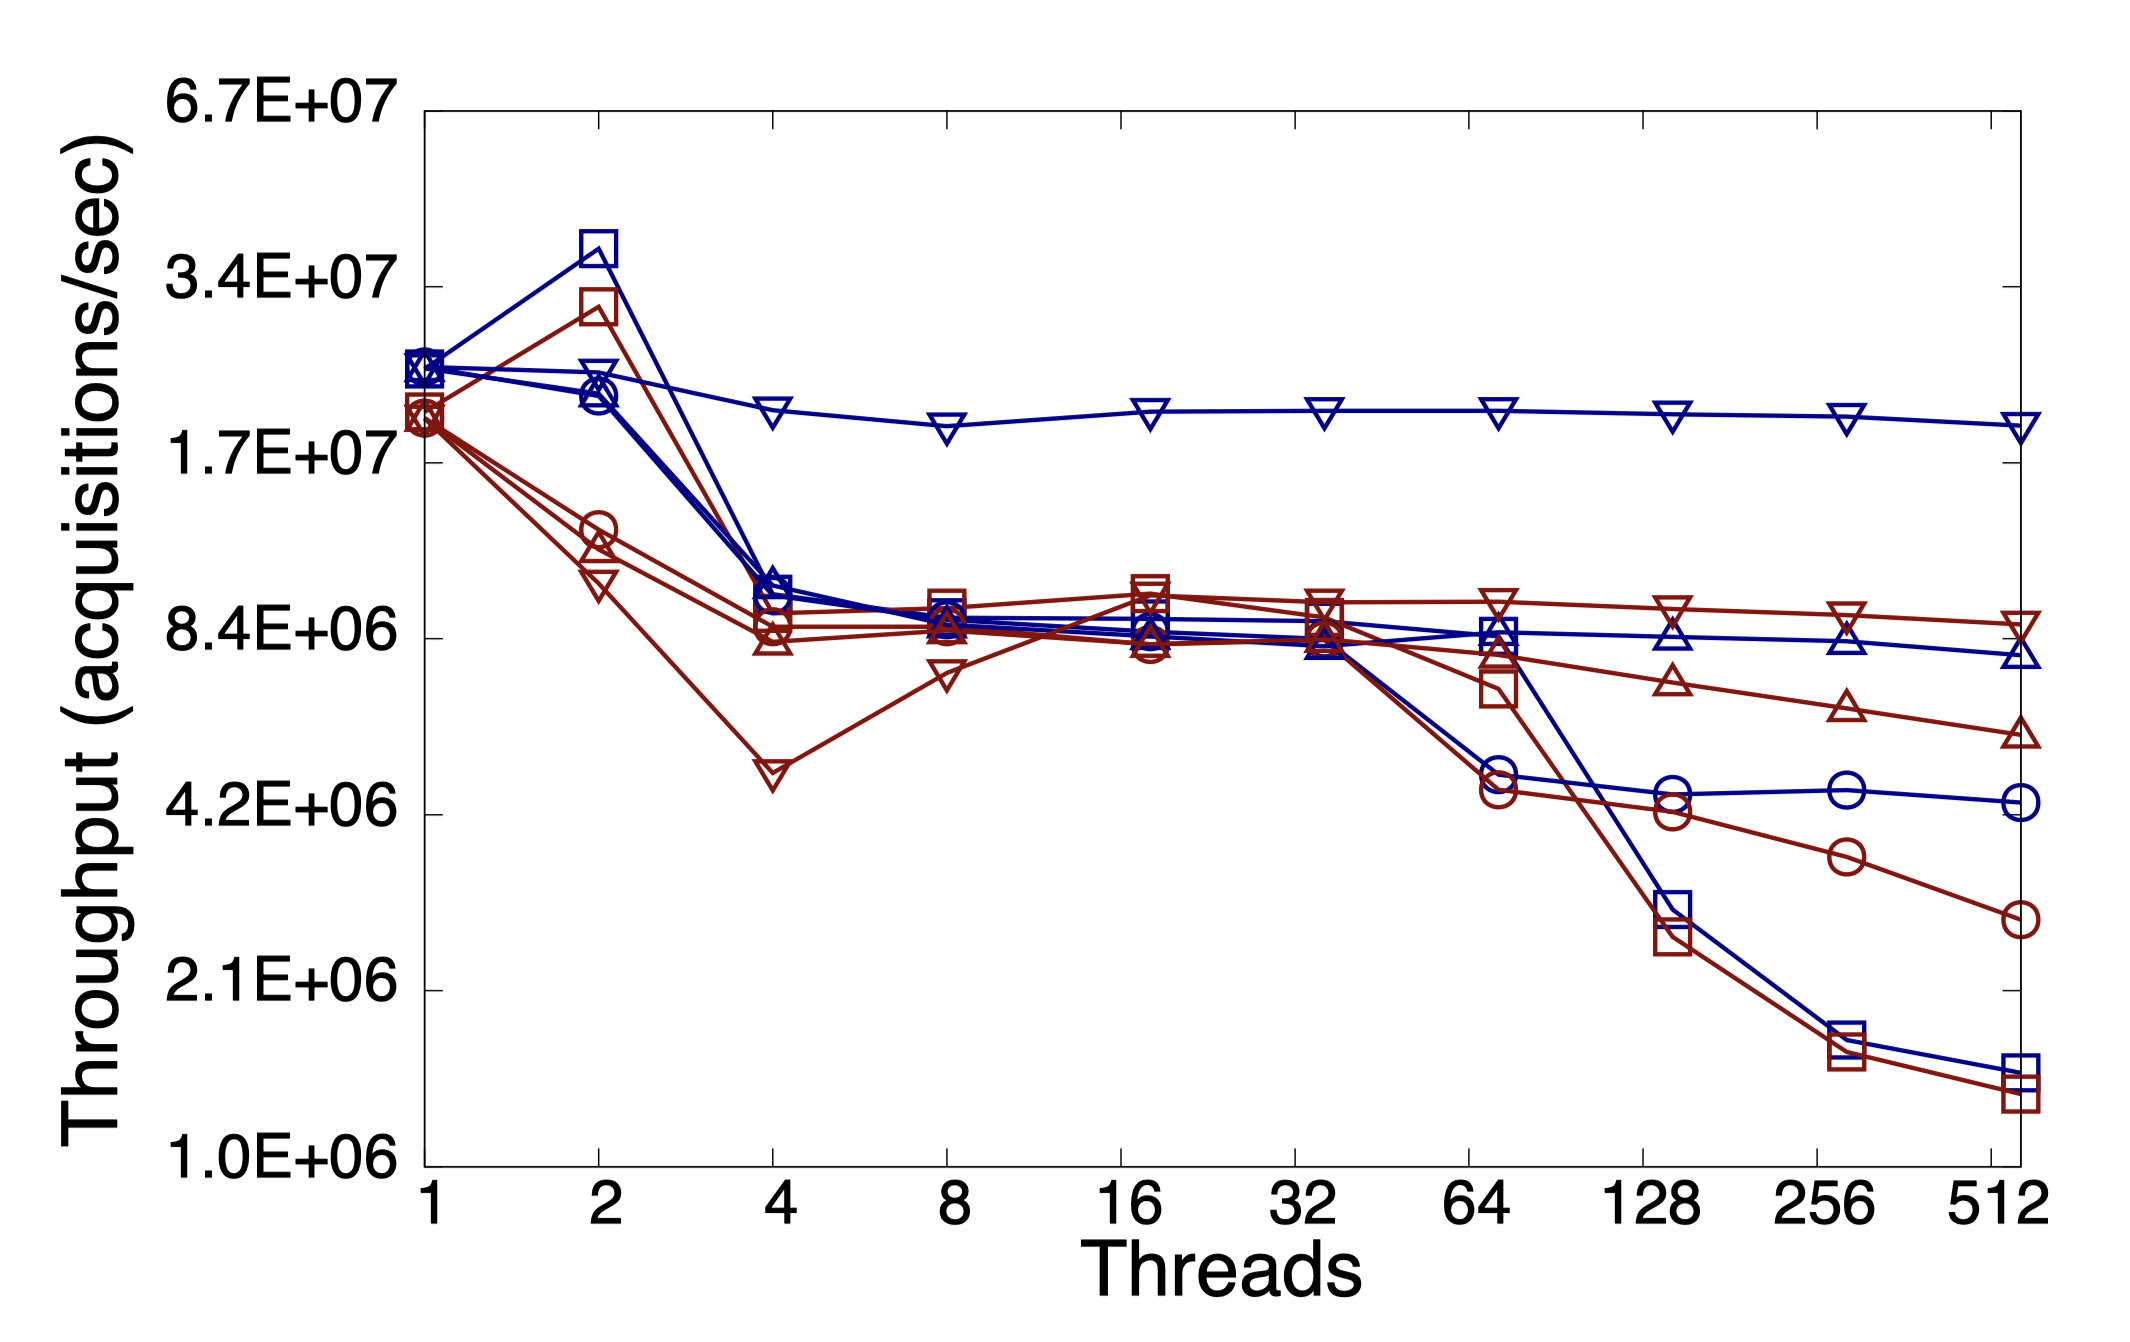 Throughput (acquisitions/sec)
6.7E+07
3.4E+07
1.7E+07
8.4E+06
4.2E+06
2.1E+06
1.0E+06
1 2 4 8 16 32 64 128 256 512
Threads